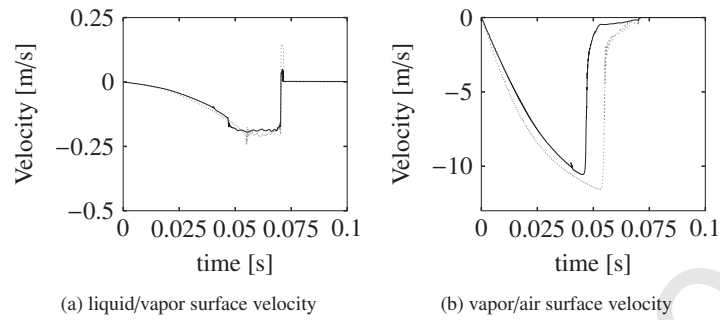 0.25
0
−0.25
−0.5
Velocity [m/s]
0 0.025 0.05 0.075 0.1
time [s]
(a) liquid/vapor surface velocity
0
−5
−10
Velocity [m/s]
0 0.025 0.05 0.075 0.1
time [s]
(b) vapor/air surface velocity